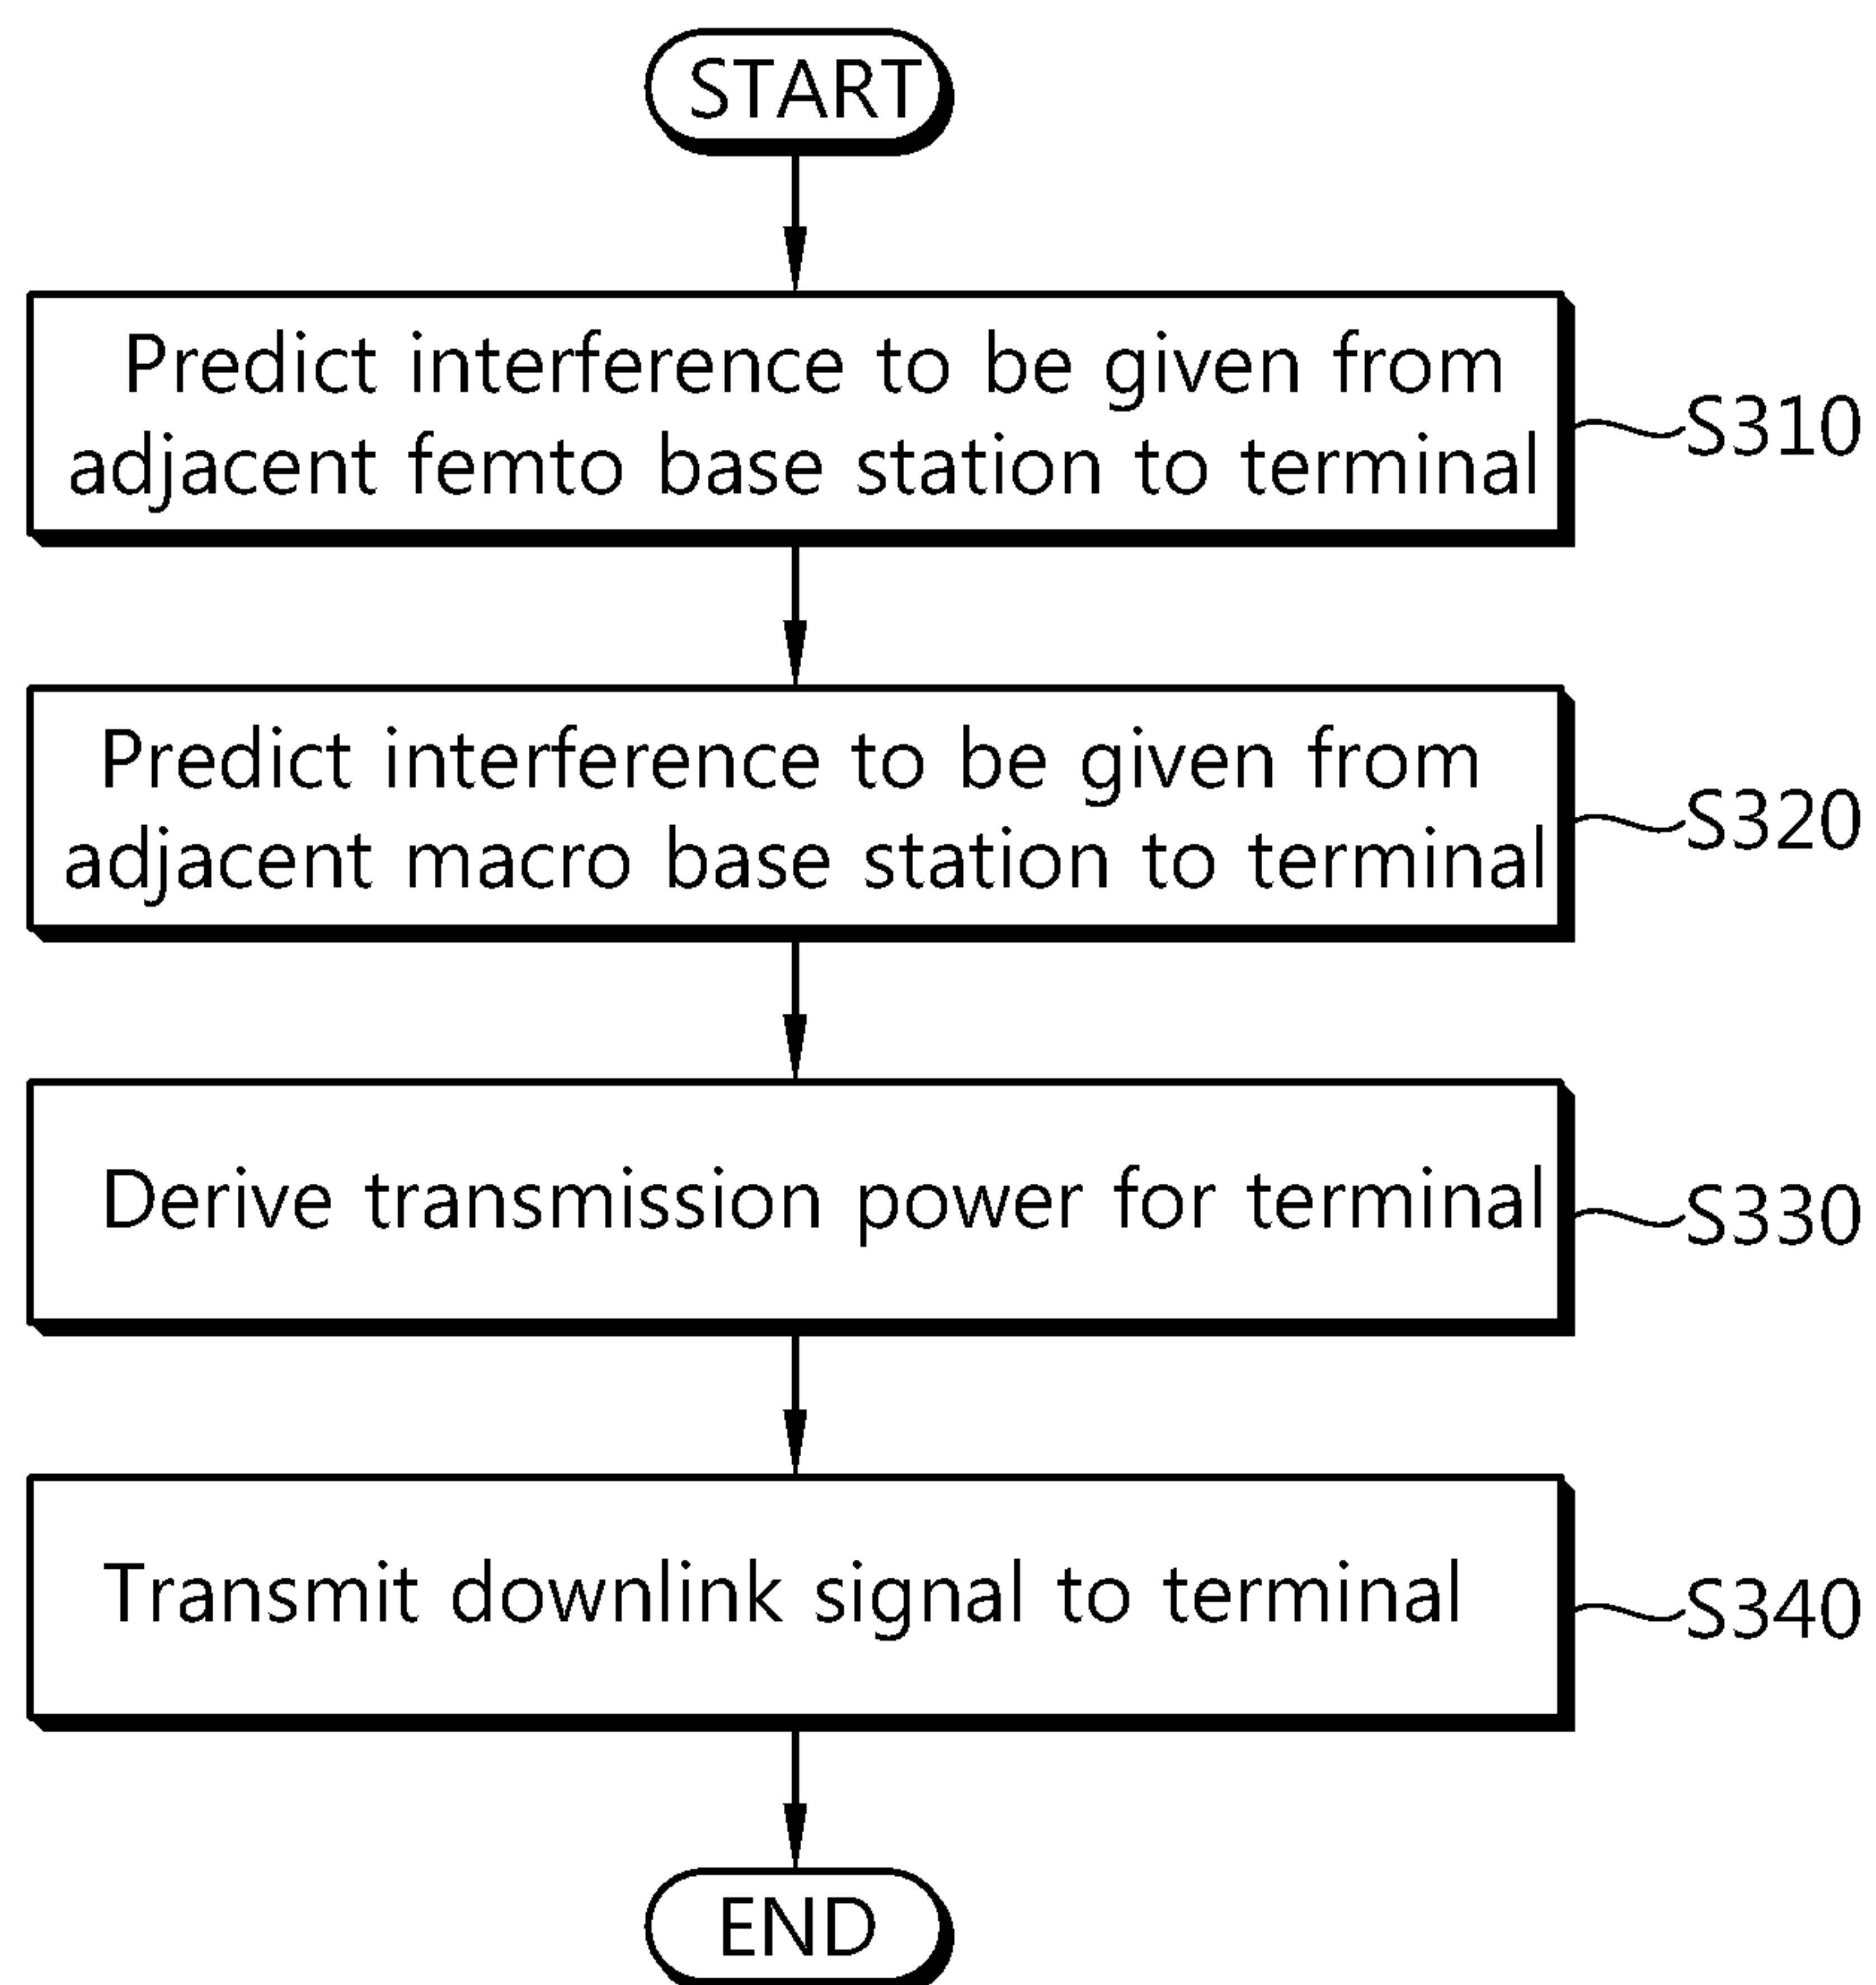 START
Predict interference to be given from
adjacent femto base station to terminal
S310
Predict interference to be given from
adjacent macro base station to terminal
S320
Derive transmission power for terminal
S330
Transmit downlink signal to terminal
S340
END